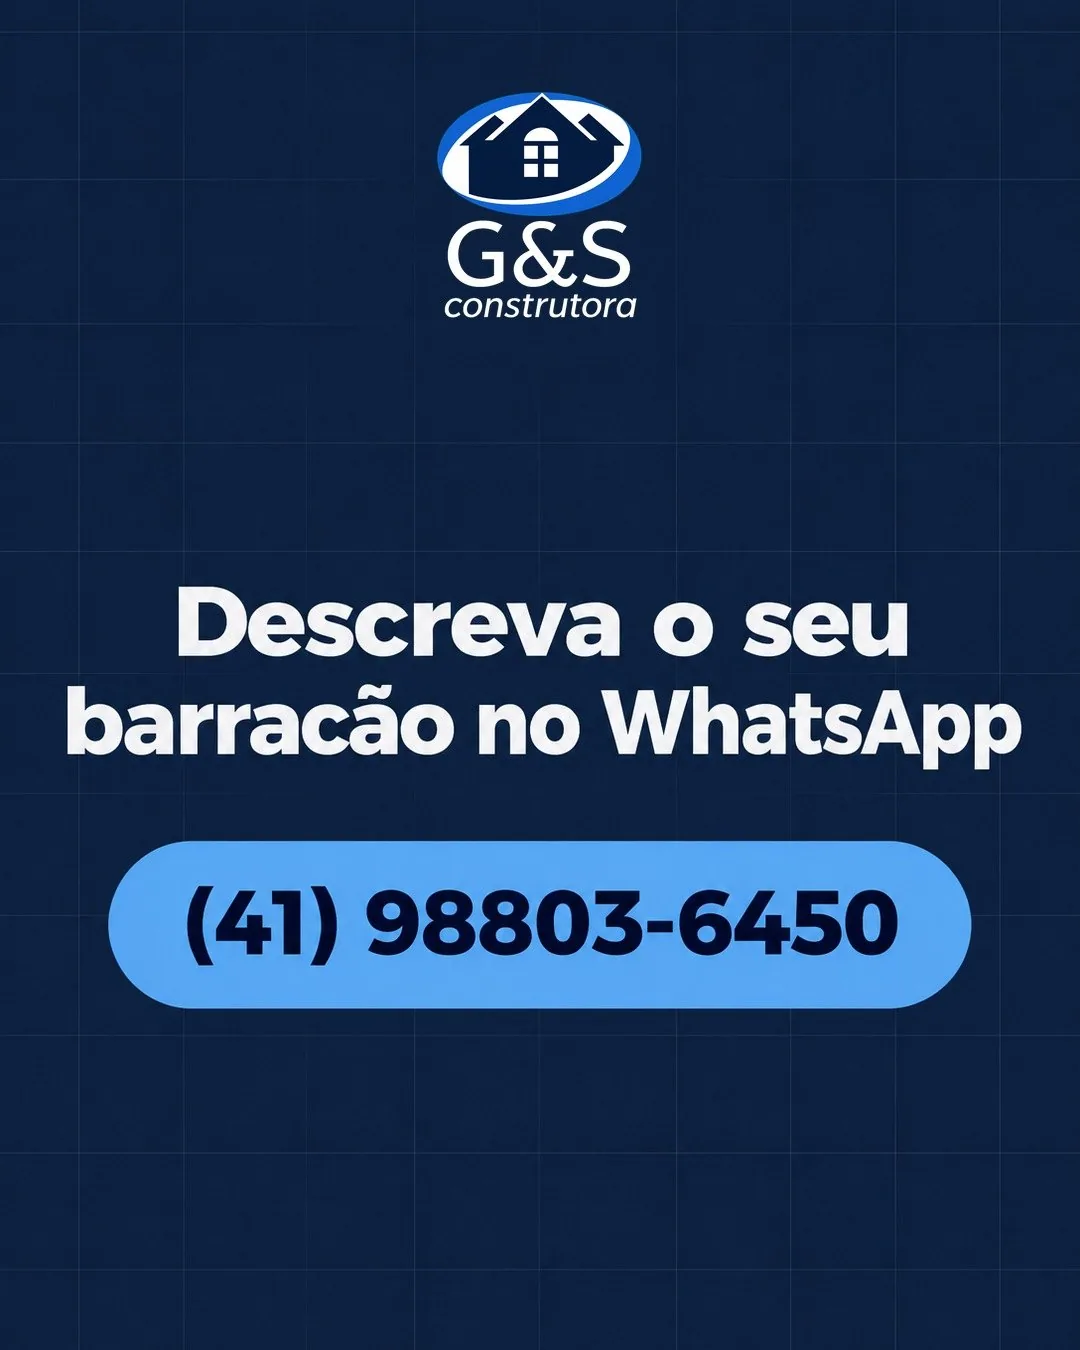 G&S
construtora
Descreva o seu
barracão no WhatsApp
(41) 98803-6450